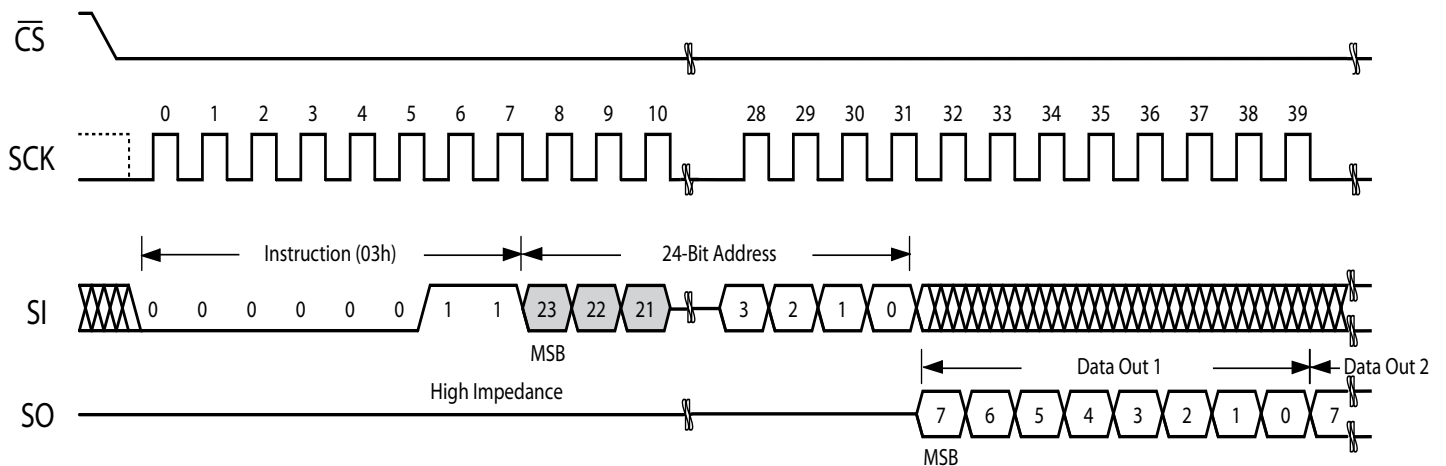 CS
0 1 2 3 4 5 6 7 8 9 10 28 29 30 31 32 33 34 35 36 37 38 39
SCK
Instruction (03h) 24-Bit Address
SI 0 0 0 0 0 0 1 1 23 22 21 3 2 1 0
MSB
Data Out 1 Data Out 2
High Impedance
SO 7 6 5 4 3 2 1 0 7
MSB